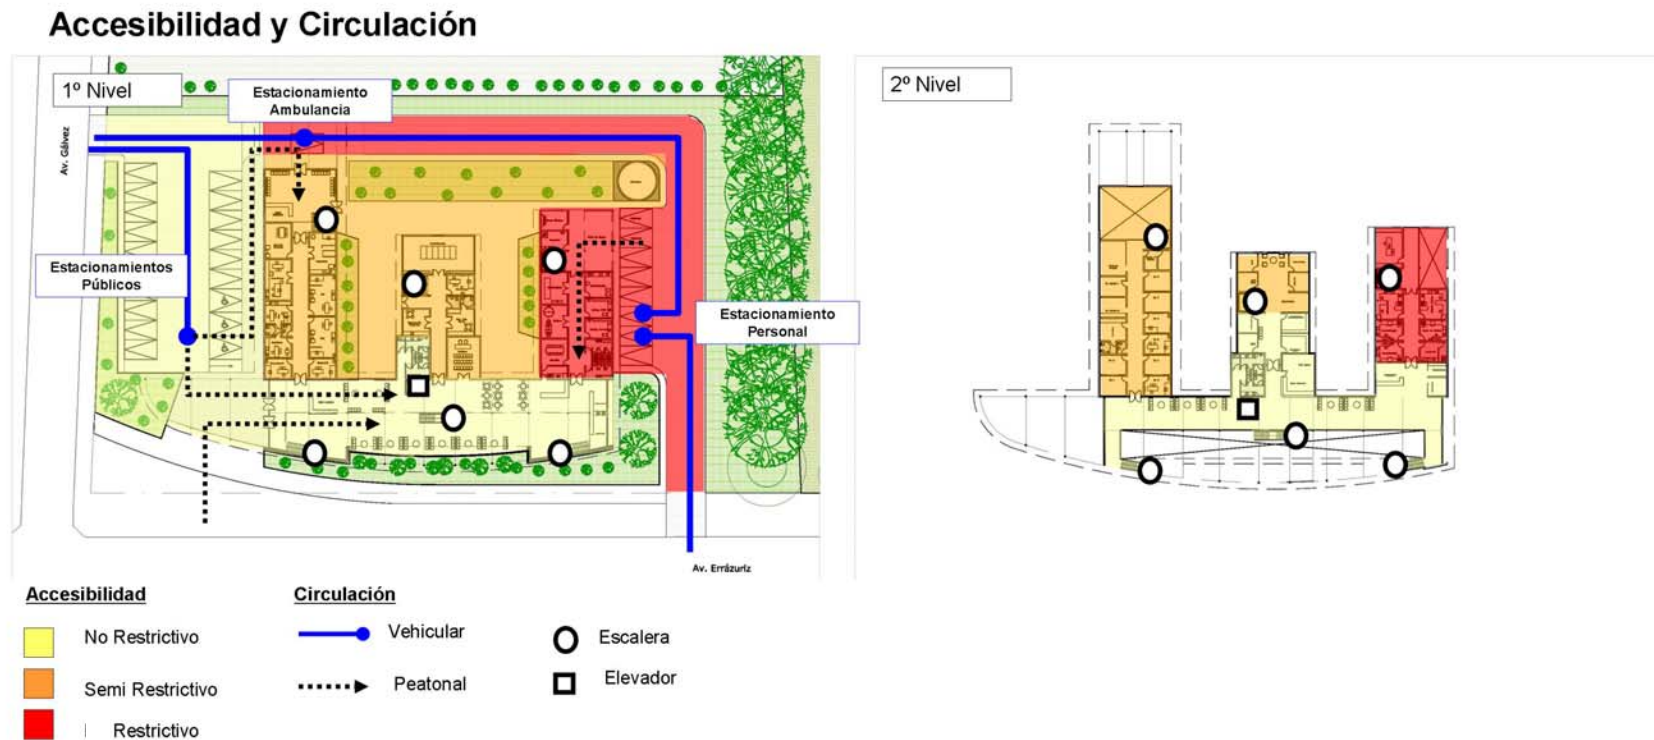 Accesibilidad y Circulación
1º Nivel
Estacionamiento
Ambulancia
Av. Gálvez
Estacionamientos
Públicos
Estacionamiento
Personal
Av. Errázuríz
2º Nivel
Accesibilidad
No Restrictivo
Semi Restrictivo
Restrictivo
Circulación
Vehicular
Peatonal
Escalera
Elevador